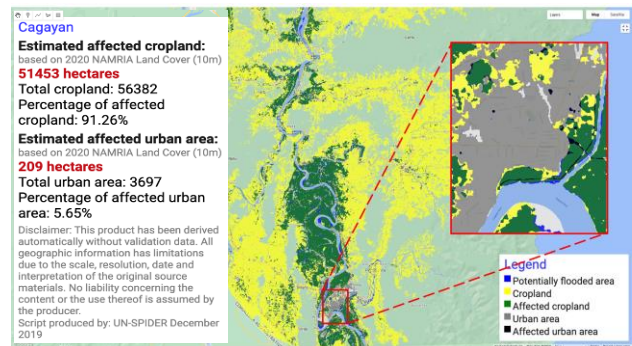 Layers
Map
Satellite
Cagayan
Estimated affected cropland:
based on 2020 NAMRIA Land Cover (10m)
51453 hectares
Total cropland: 56382
Percentage of affected
cropland: 91.26%
Estimated affected urban area:
based on 2020 NAMRIA Land Cover (10m)
209 hectares
Total urban area: 3697
Percentage of affected urban
area: 5.65%
Disclaimer: This product has been derived
automatically without validation data. All
geographic information has limitations
due to the scale, resolution, date and
interpretation of the original source
materials. No liability concerning the
content or the use thereof is assumed by
the producer.
Script produced by: UN-SPIDER December
2019
Legend
Potentially flooded area
Cropland
Affected cropland
Urban area
Affected urban area